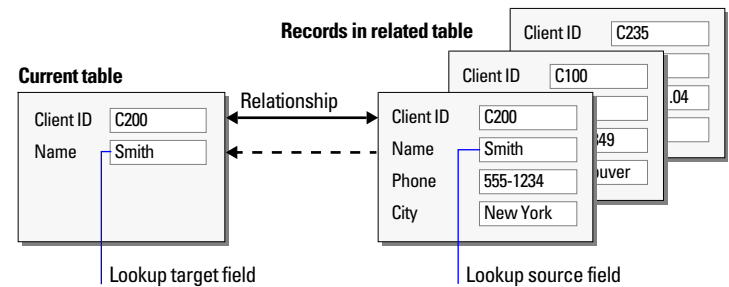 Records in related table
Client ID C235
.04
Client ID C100
349
ouver
Current table
Client ID C200
Name Smith
Relationship
Client ID C200
Name Smith
Phone 555-1234
City New York
Lookup target field
Lookup source field